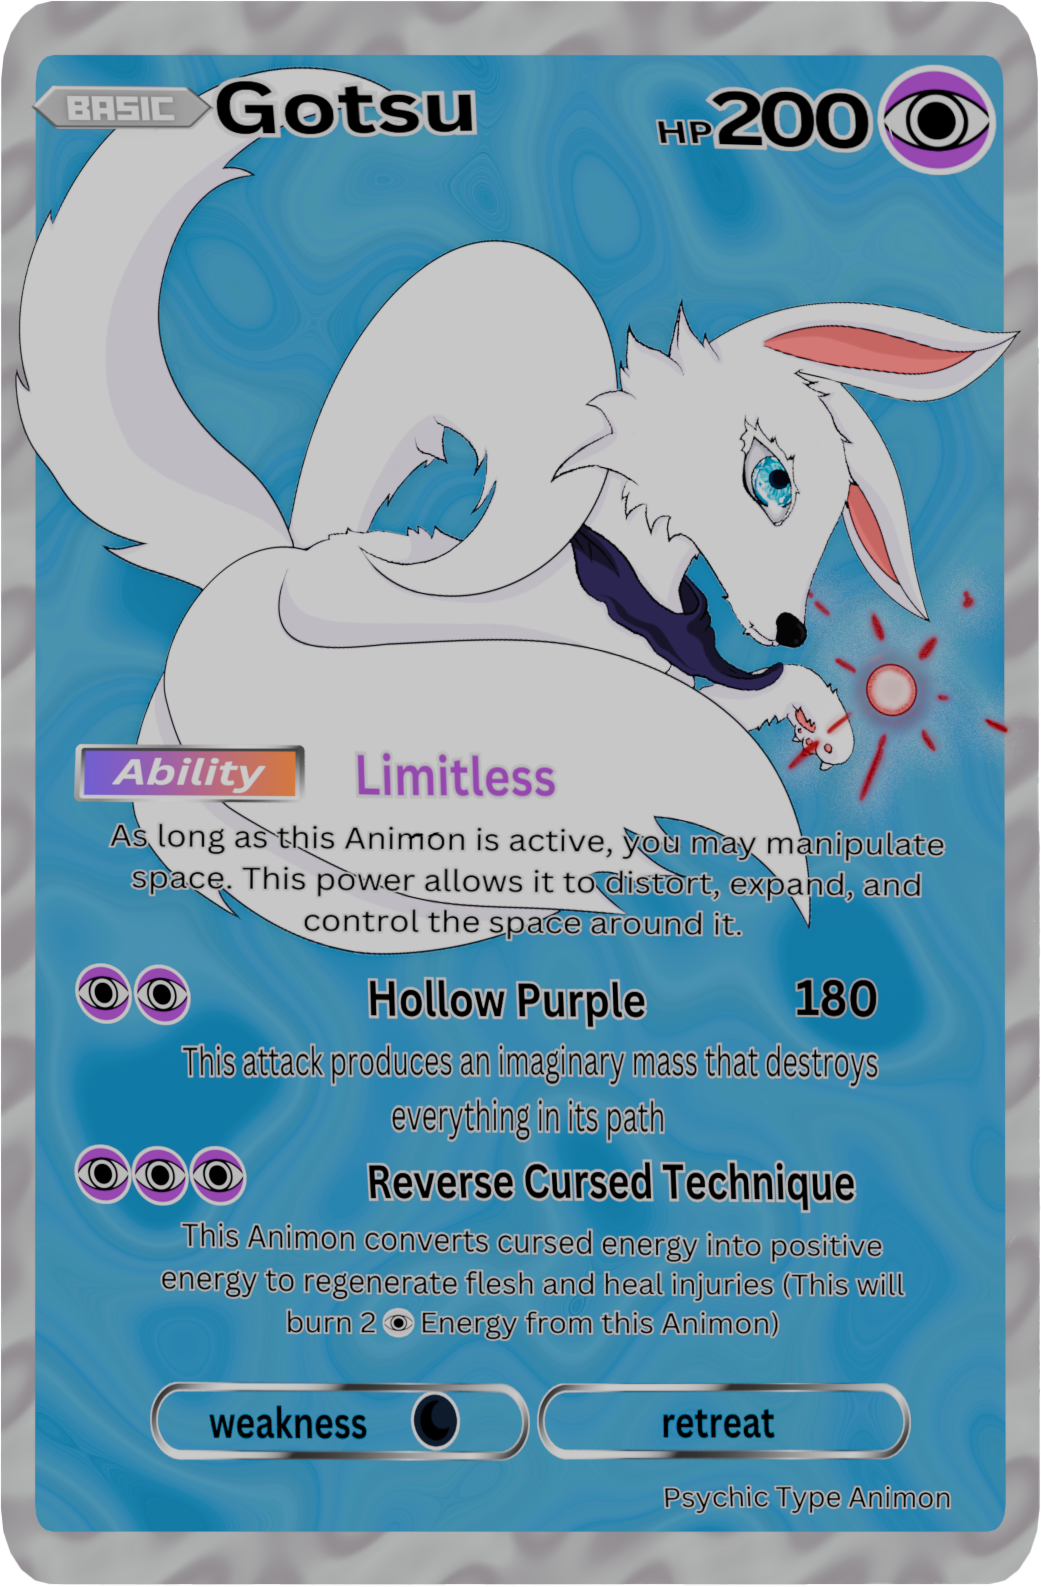 BASIC Gotsu HP 200
Ability Limitless
As long as this Animon is active, you may manipulate
space. This power allows it to distort, expand, and
control the space around it.
Hollow Purple 180
This attack produces an imaginary mass that destroys
everything in its path
Reverse Cursed Technique
This Animon converts cursed energy into positive
energy to regenerate flesh and heal injuries (This will
burn 2 Energy from this Animon)
weakness retreat
Psychic Type Animon